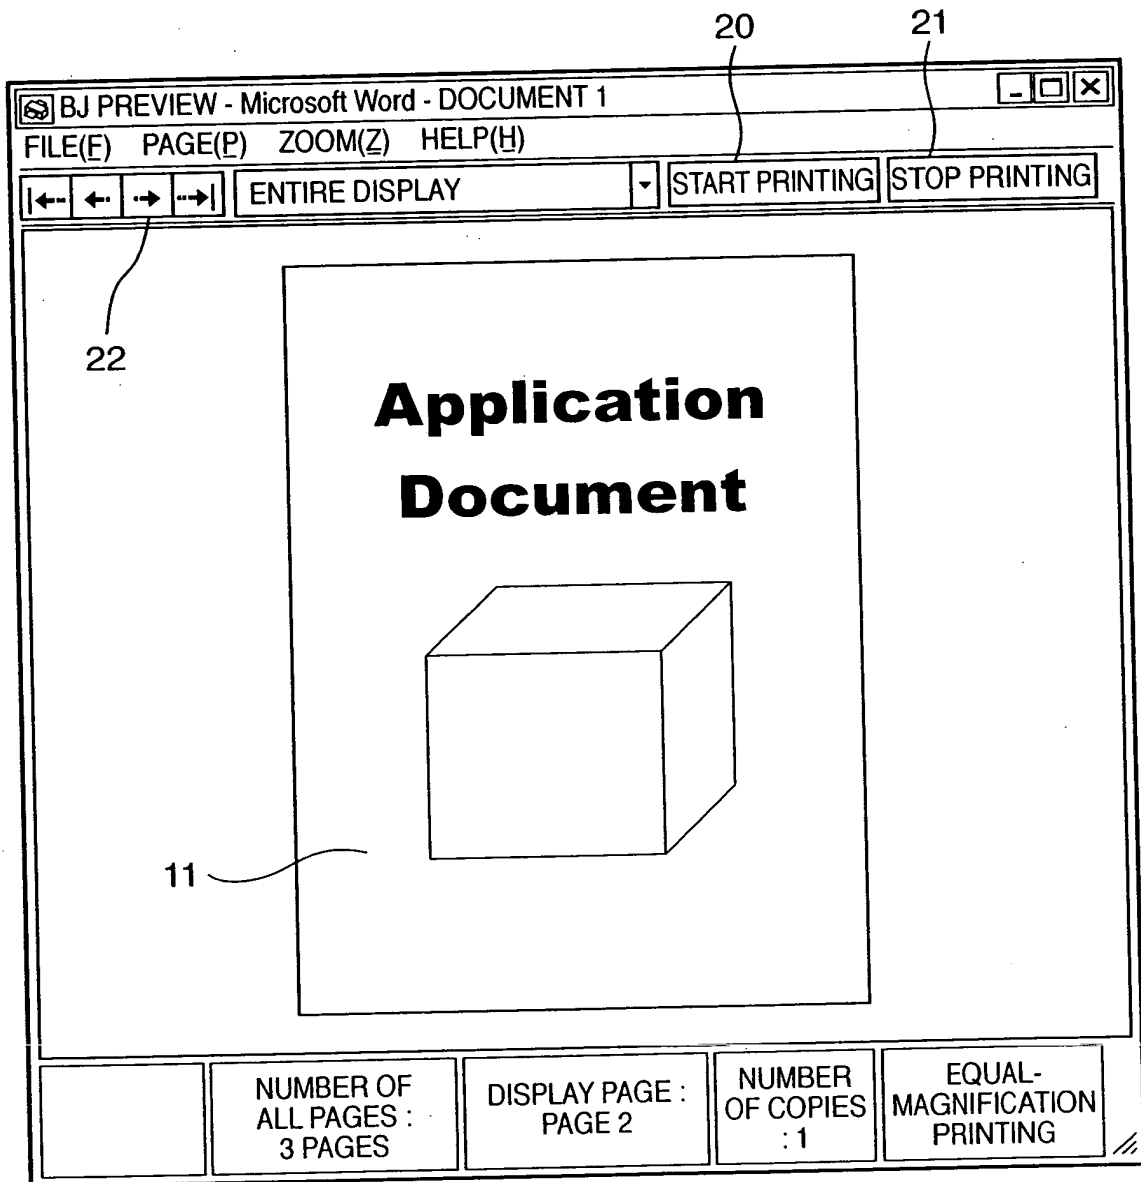 20
21
BJ PREVIEW - Microsoft Word - DOCUMENT 1
FILE(F) PAGE(P) ZOOM(Z) HELP(H)
ENTIRE DISPLAY
START PRINTING
STOP PRINTING
22
Application
Document
11
NUMBER OF
ALL PAGES :
3 PAGES
DISPLAY PAGE :
PAGE 2
NUMBER
OF COPIES
: 1
EQUAL-
MAGNIFICATION
PRINTING